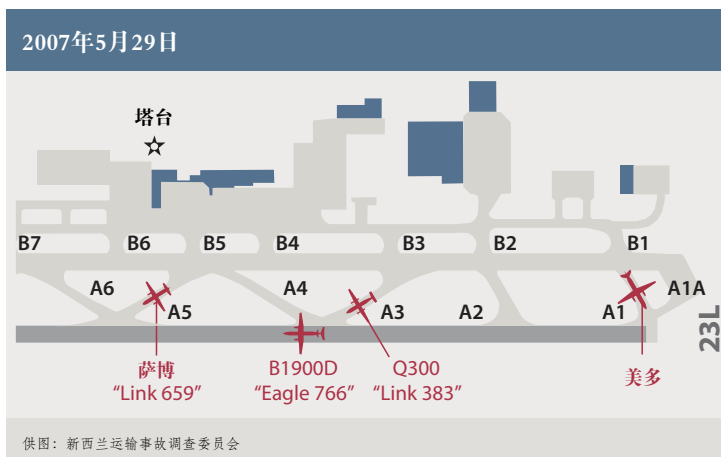 2007年5月29日
塔台
B7 B6 B5 B4 B3 B2 B1
A6 A5 A4 A3 A2 A1 A1A
23L
萨博
“Link 659”
B1900D
“Eagle 766”
Q300
“Link 383”
美多
供图：新西兰运输事故调查委员会